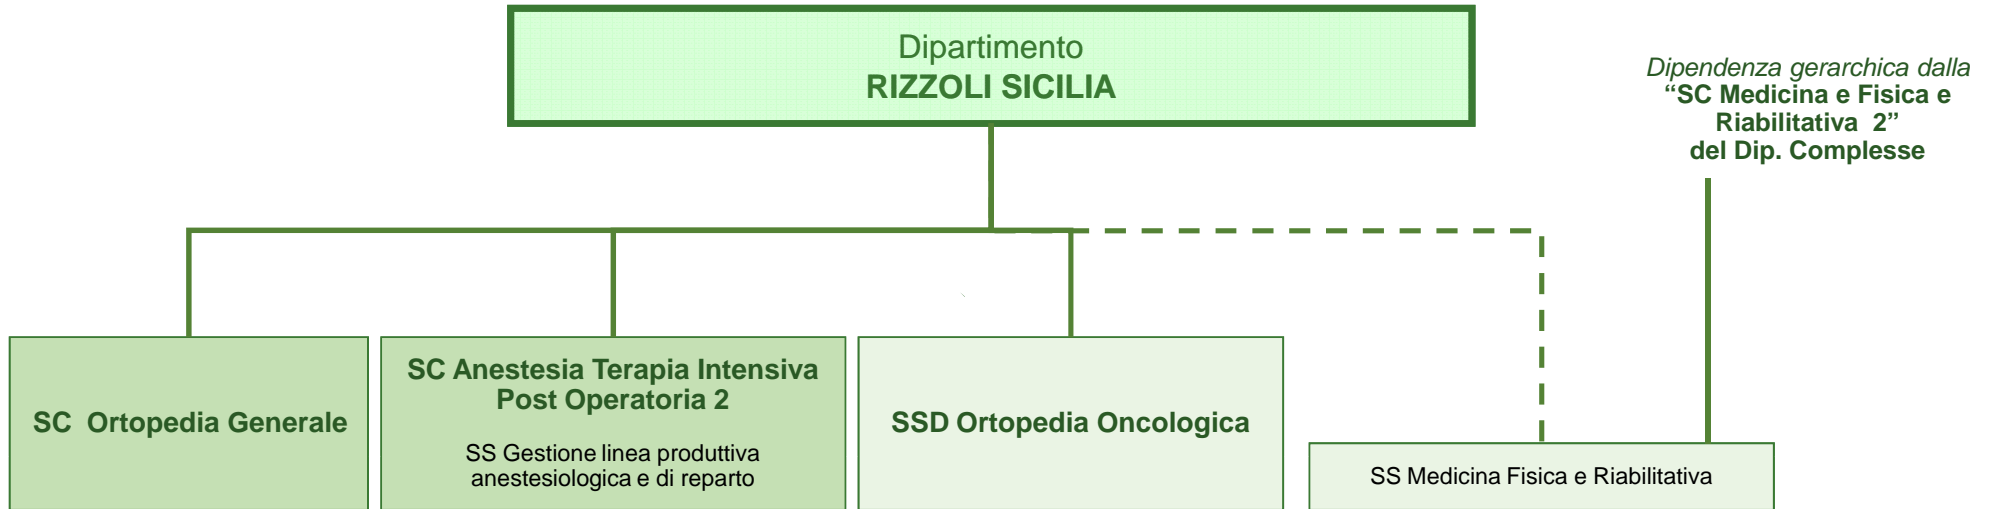 Dipartimento
RIZZOLI SICILIA
Dipendenza gerarchica dalla
“SC Medicina e Fisica e
Riabilitativa 2”
del Dip. Complesse
SC Ortopedia Generale
SC Anestesia Terapia Intensiva
Post Operatoria 2
SS Gestione linea produttiva
anestesiologica e di reparto
SSD Ortopedia Oncologica
SS Medicina Fisica e Riabilitativa